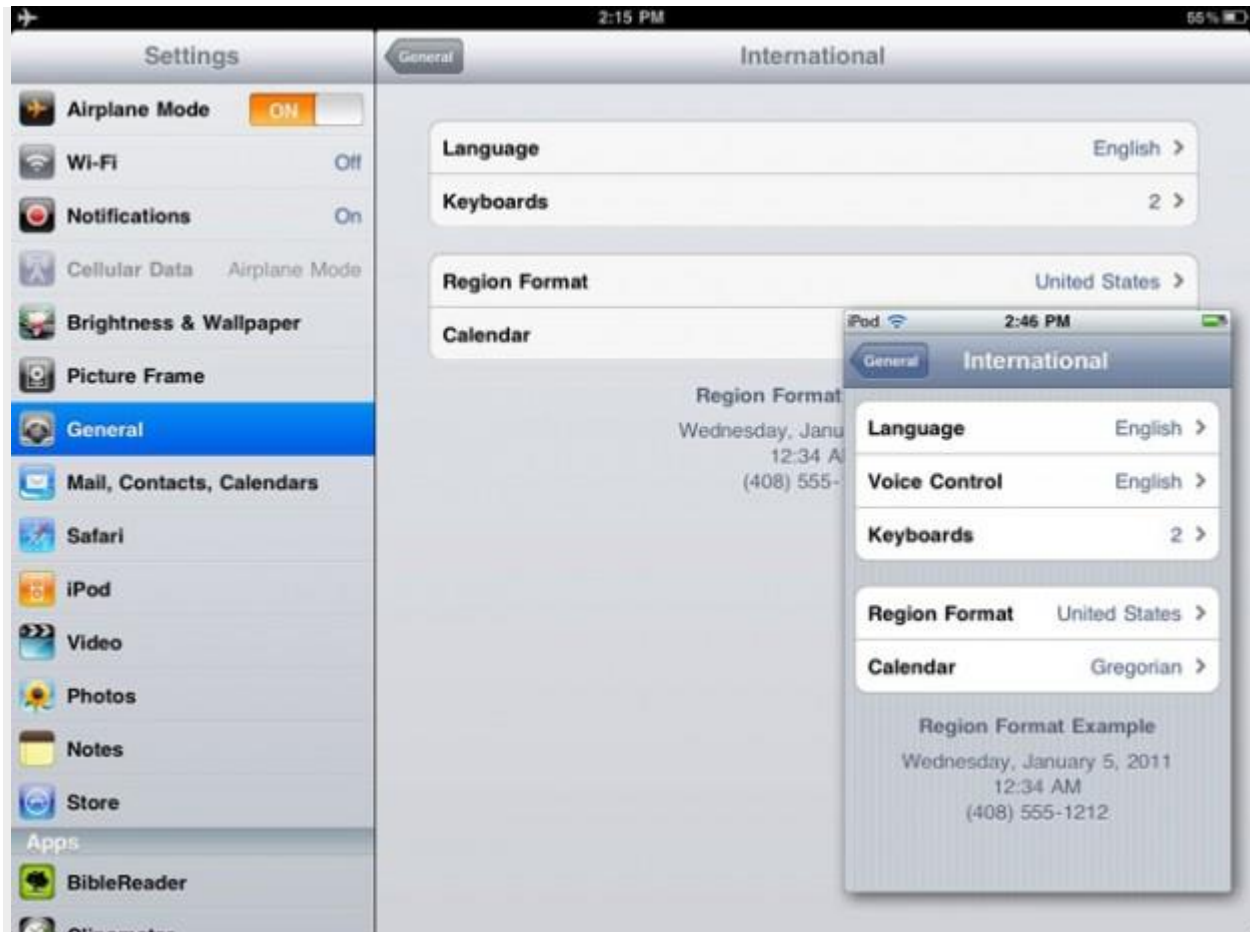 2:15 PM 55%
Settings
Airplane Mode ON
Wi-Fi Off
Notifications On
Cellular Data Airplane Mode
Brightness & Wallpaper
Picture Frame
General
Mail, Contacts, Calendars
Safari
iPod
Video
Photos
Notes
Store
Apps
BibleReader
General International
Language English
Keyboards 2
Region Format United States
Calendar
Region Format
Wednesday, Janu
12:34 A
(408) 555-
iPod 2:46 PM
General International
Language English
Voice Control English
Keyboards 2
Region Format United States
Calendar Gregorian
Region Format Example
Wednesday, January 5, 2011
12:34 AM
(408) 555-1212